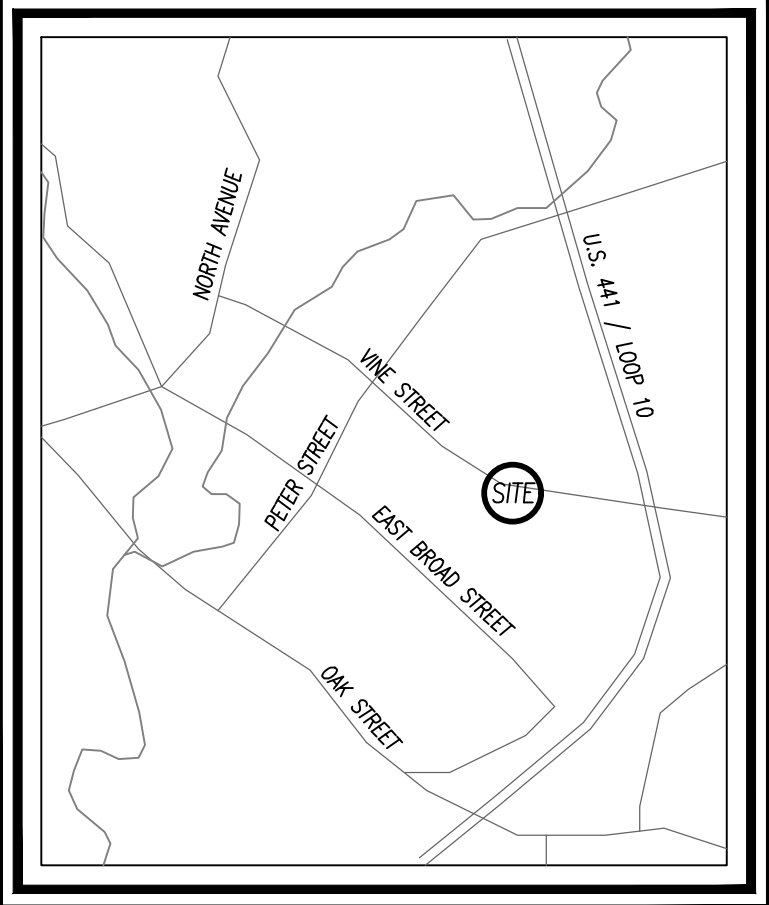 NORTH AVENUE
U.S. 441 / LOOP 10
VINE STREET
PETER STREET
SITE
EAST BROAD STREET
OAK STREET